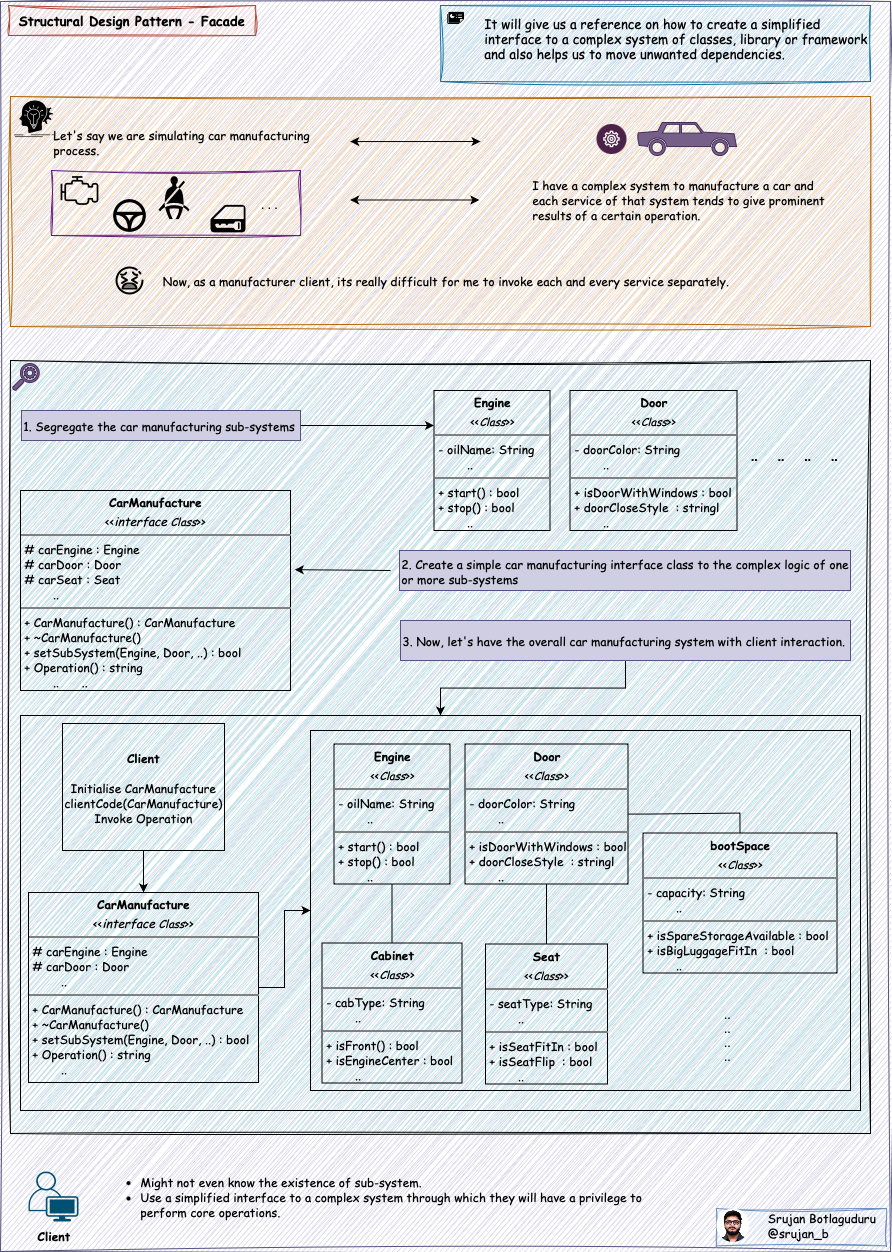 Structural Design Pattern - Facade
It will give us a reference on how to create a simplified
interface to a complex system of classes, library or framework
and also helps us to move unwanted dependencies.
Let's say we are simulating car manufacturing
process.
. . .
I have a complex system to manufacture a car and
each service of that system tends to give prominent
results of a certain operation.
Now, as a manufacturer client, its really difficult for me to invoke each and every service separately.
1. Segregate the car manufacturing sub-systems
Engine
<<Class>>
- oilName: String
..
+ start() : bool
+ stop() : bool
..
Door
<<Class>>
- doorColor: String
..
+ isDoorWithWindows : bool
+ doorCloseStyle : stringl
..
.. .. .. ..
CarManufacture
<<interface Class>>
# carEngine : Engine
# carDoor : Door
# carSeat : Seat
..
+ CarManufacture() : CarManufacture
+ ~CarManufacture()
+ setSubSystem(Engine, Door, ..) : bool
+ Operation() : string
.. ..
2. Create a simple car manufacturing interface class to the complex logic of one
or more sub-systems
3. Now, let's have the overall car manufacturing system with client interaction.
Client
Initialise CarManufacture
clientCode(CarManufacture)
Invoke Operation
CarManufacture
<<interface Class>>
# carEngine : Engine
# carDoor : Door
..
+ CarManufacture() : CarManufacture
+ ~CarManufacture()
+ setSubSystem(Engine, Door, ..) : bool
+ Operation() : string
..
Engine
<<Class>>
- oilName: String
..
+ start() : bool
+ stop() : bool
..
Door
<<Class>>
- doorColor: String
..
+ isDoorWithWindows : bool
+ doorCloseStyle : stringl
..
bootSpace
<<Class>>
- capacity: String
..
+ isSpareStorageAvailable : bool
+ isBigLuggageFitIn : bool
..
Cabinet
<<Class>>
- cabType: String
..
+ isFront() : bool
+ isEngineCenter : bool
..
Seat
<<Class>>
- seatType: String
..
+ isSeatFitIn : bool
+ isSeatFlip : bool
..
..
..
..
..
• Might not even know the existence of sub-system.
• Use a simplified interface to a complex system through which they will have a privilege to
perform core operations.
Client
Srujan Botlaguduru
@srujan_b